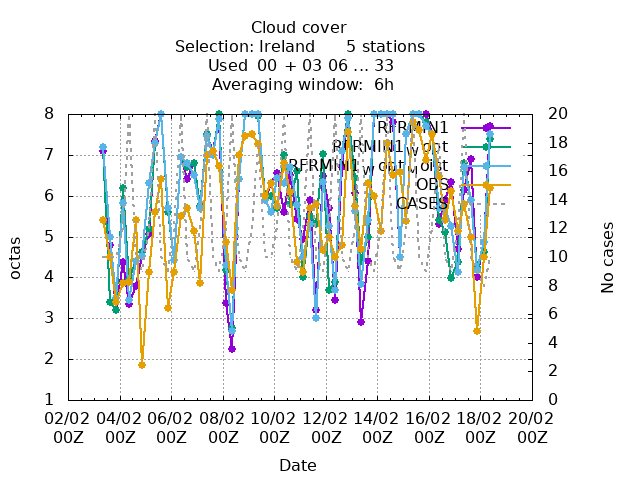 Cloud cover
Selection: Ireland 5 stations
Used 00 + 03 06 ... 33
Averaging window: 6h
8
7
6
5
4
3
2
1
octas
20
18
16
14
12
10
8
6
4
2
0
No cases
RFRMIN1
RFRMIN1_W_opt
RFRMIN1_W_opt_Moist
OBS
CASES
02/02 04/02 06/02 08/02 10/02 12/02 14/02 16/02 18/02 20/02
00Z 00Z 00Z 00Z 00Z 00Z 00Z 00Z 00Z 00Z
Date